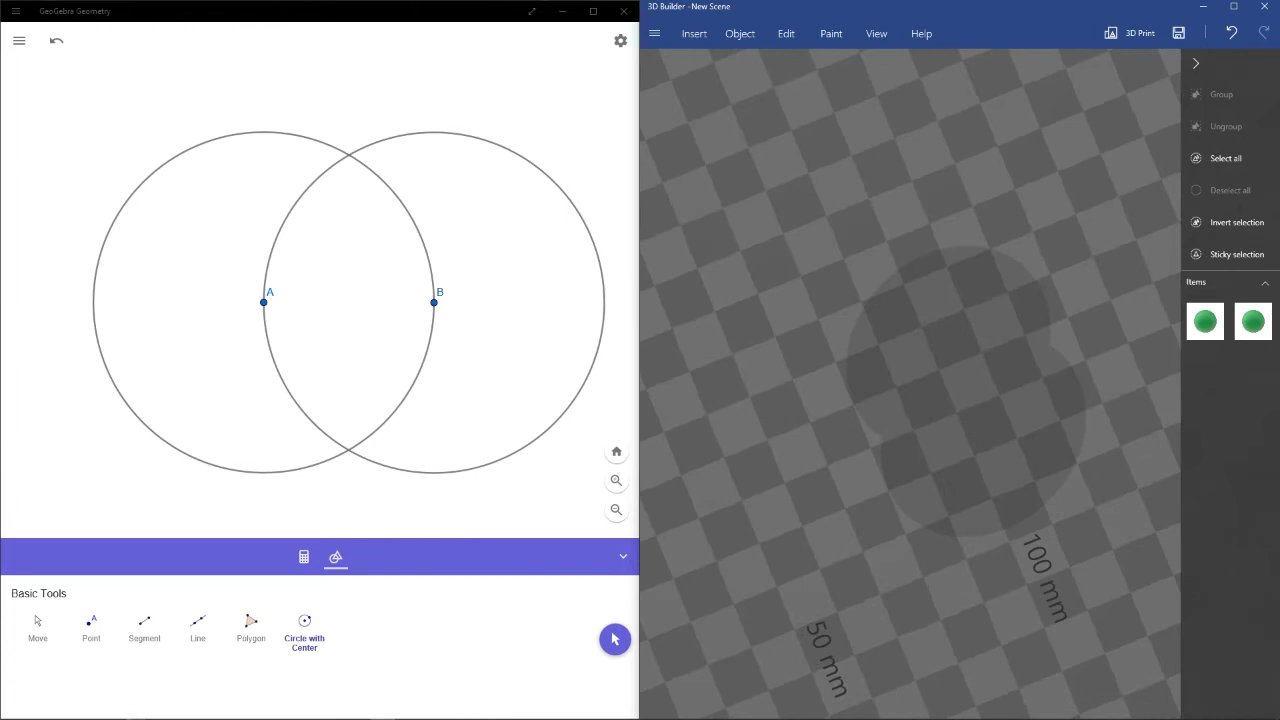 GeoGebra Geometry
A
B
Basic Tools
A
Move
Point
Segment
Line
Polygon
Circle with
Center
3D Builder - New Scene
Insert
Object
Edit
Paint
View
Help
3D Print
100 mm
50 mm
Group
Ungroup
Select all
Deselect all
Invert selection
Sticky selection
Items